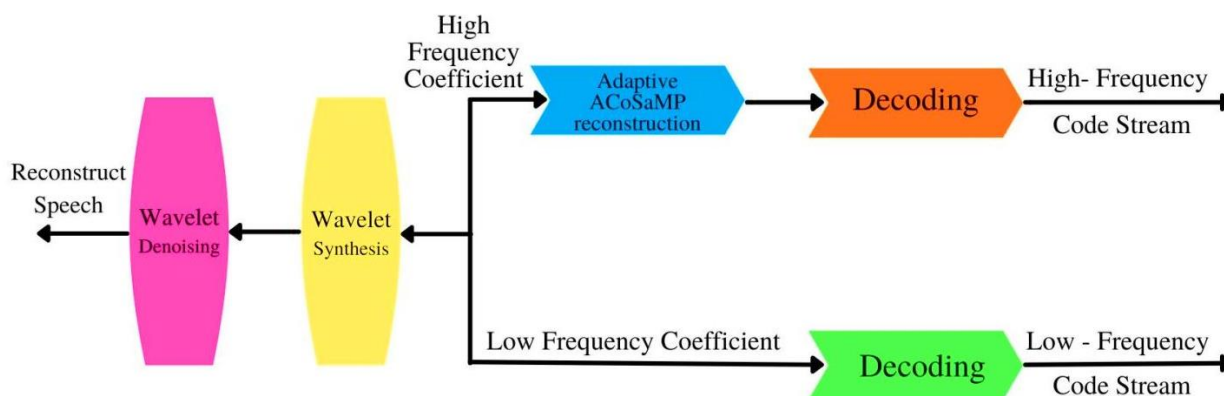 High
Frequency
Coefficient
Adaptive
ACoSaMP
reconstruction
Decoding
High- Frequency
Code Stream
Reconstruct
Speech
Wavelet
Denoising
Wavelet
Synthesis
Low Frequency Coefficient
Decoding
Low - Frequency
Code Stream